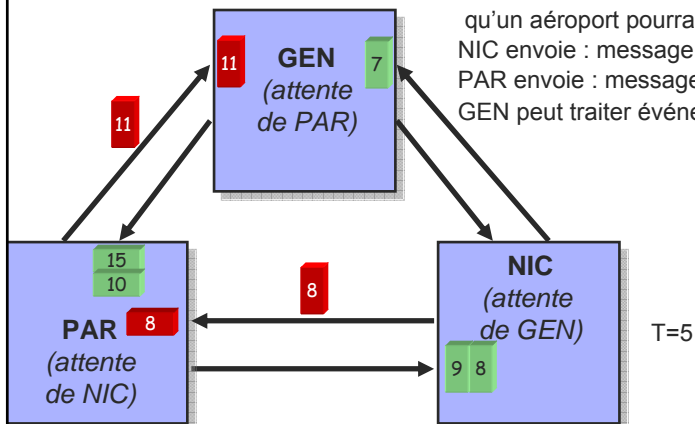 qu'un aéroport pourra
NIC envoie : message
PAR envoie : message
GEN peut traiter événe
GEN
(attente
de PAR)
11
7
11
15
10
8
PAR
(attente
de NIC)
8
NIC
(attente
de GEN)
9 8
T=5